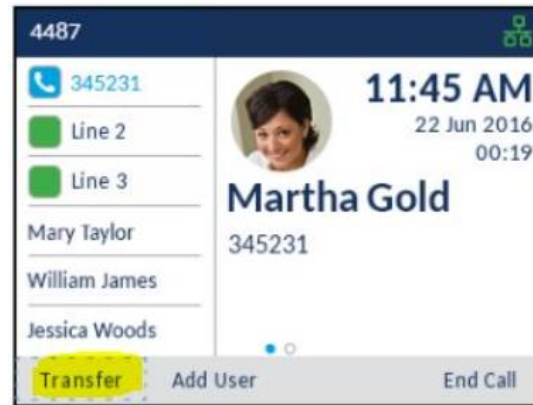 4487
345231
Line 2
Line 3
Mary Taylor
William James
Jessica Woods
11:45 AM
22 Jun 2016
00:19
Martha Gold
345231
Transfer Add User End Call